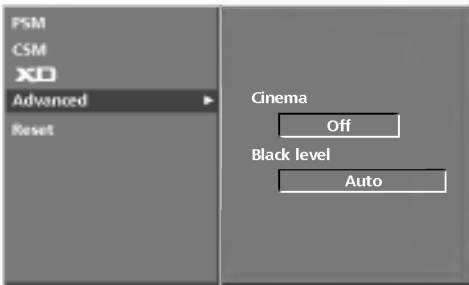 PSM
CSM
XD
Advanced
Reset
Cinema
Off
Black level
Auto